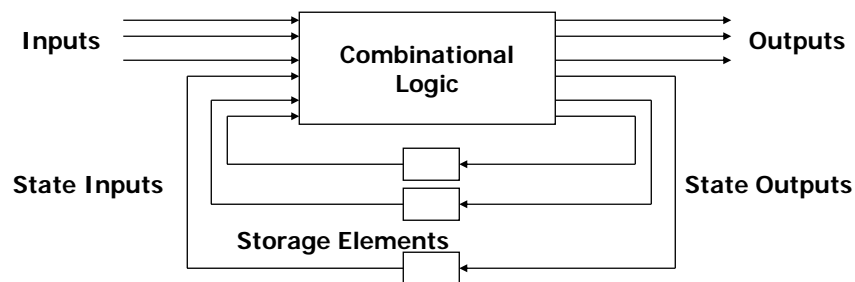 Inputs
Combinational
Logic
Outputs
State Inputs
State Outputs
Storage Elements